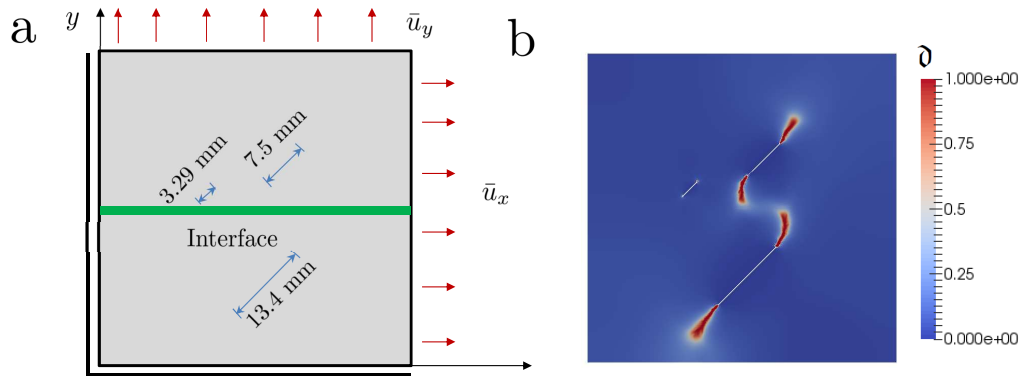 a
y
ū_y
3.29 mm
7.5 mm
ū_x
Interface
13.4 mm
b
𝔡
1.000e+00
0.75
0.5
0.25
0.000e+00